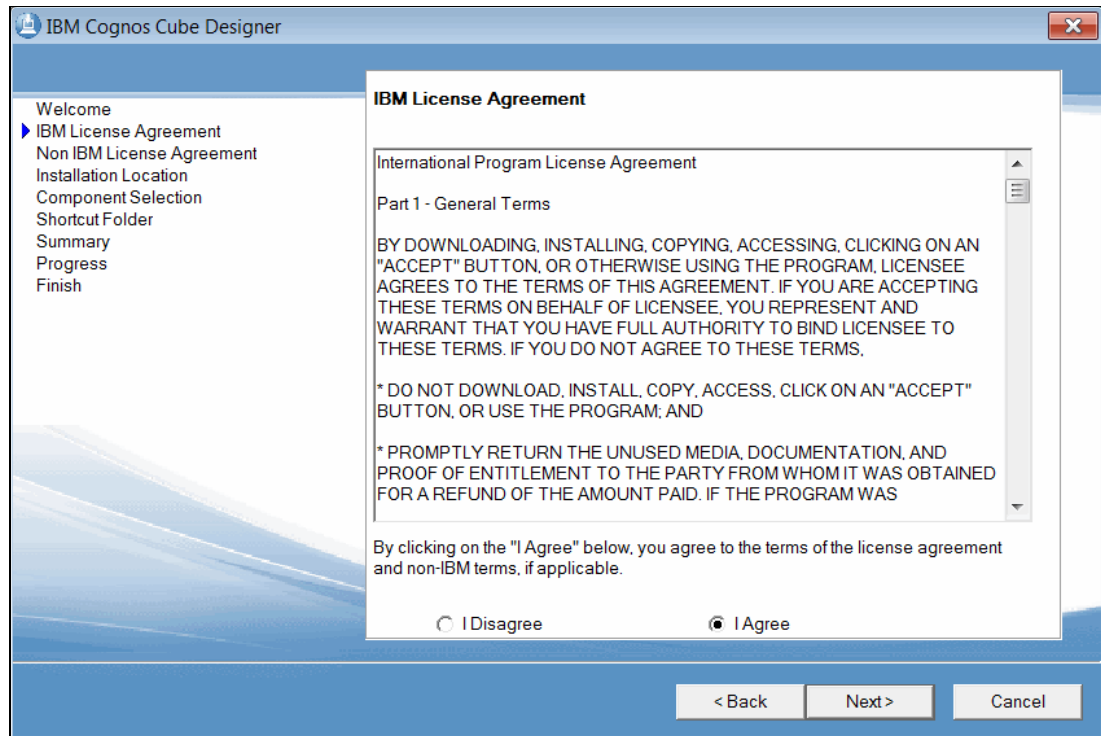 IBM Cognos Cube Designer
Welcome
IBM License Agreement
Non IBM License Agreement
Installation Location
Component Selection
Shortcut Folder
Summary
Progress
Finish
IBM License Agreement
International Program License Agreement
Part 1 - General Terms
BY DOWNLOADING, INSTALLING, COPYING, ACCESSING, CLICKING ON AN
"ACCEPT" BUTTON, OR OTHERWISE USING THE PROGRAM, LICENSEE
AGREES TO THE TERMS OF THIS AGREEMENT. IF YOU ARE ACCEPTING
THESE TERMS ON BEHALF OF LICENSEE, YOU REPRESENT AND
WARRANT THAT YOU HAVE FULL AUTHORITY TO BIND LICENSEE TO
THESE TERMS. IF YOU DO NOT AGREE TO THESE TERMS,
* DO NOT DOWNLOAD, INSTALL, COPY, ACCESS, CLICK ON AN "ACCEPT"
BUTTON, OR USE THE PROGRAM; AND
* PROMPTLY RETURN THE UNUSED MEDIA, DOCUMENTATION, AND
PROOF OF ENTITLEMENT TO THE PARTY FROM WHOM IT WAS OBTAINED
FOR A REFUND OF THE AMOUNT PAID. IF THE PROGRAM WAS
By clicking on the "I Agree" below, you agree to the terms of the license agreement
and non-IBM terms, if applicable.
I Disagree
I Agree
< Back
Next >
Cancel